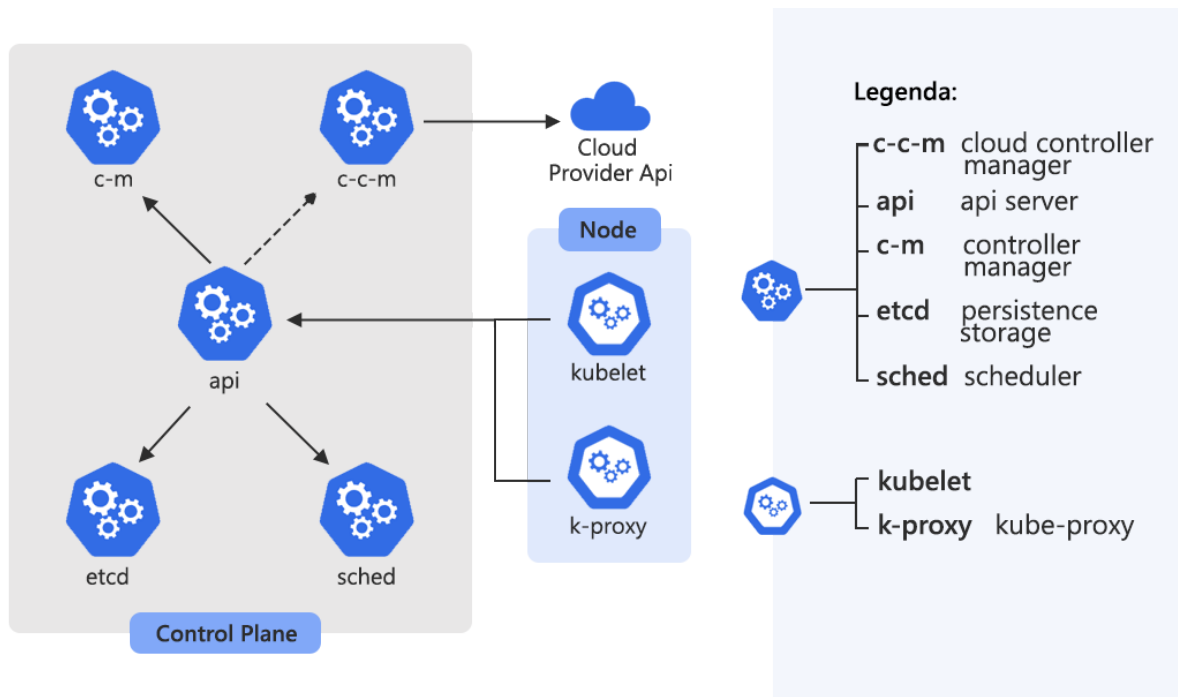 c-m
c-c-m
Cloud
Provider Api
Node
api
kubelet
k-proxy
etcd
sched
Control Plane
Legenda:
c-c-m cloud controller
manager
api api server
c-m controller
manager
etcd persistence
storage
sched scheduler
kubelet
k-proxy kube-proxy